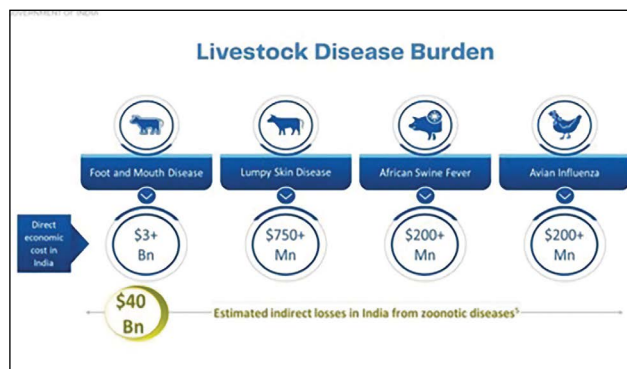 GOVERNMENT OF INDIA
Livestock Disease Burden
Foot and Mouth Disease
Lumpy Skin Disease
African Swine Fever
Avian Influenza
Direct
economic
cost in
India
$3+
Bn
$750+
Mn
$200+
Mn
$200+
Mn
$40
Bn
Estimated indirect losses in India from zoonotic diseases